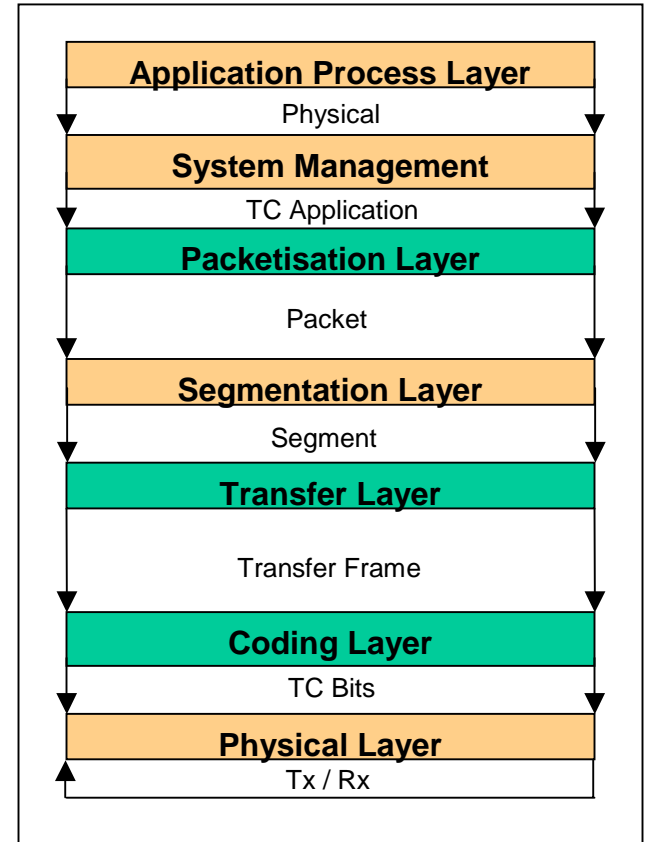 Application Process Layer
Physical
System Management
TC Application
Packetisation Layer
Packet
Segmentation Layer
Segment
Transfer Layer
Transfer Frame
Coding Layer
TC Bits
Physical Layer
Tx / Rx